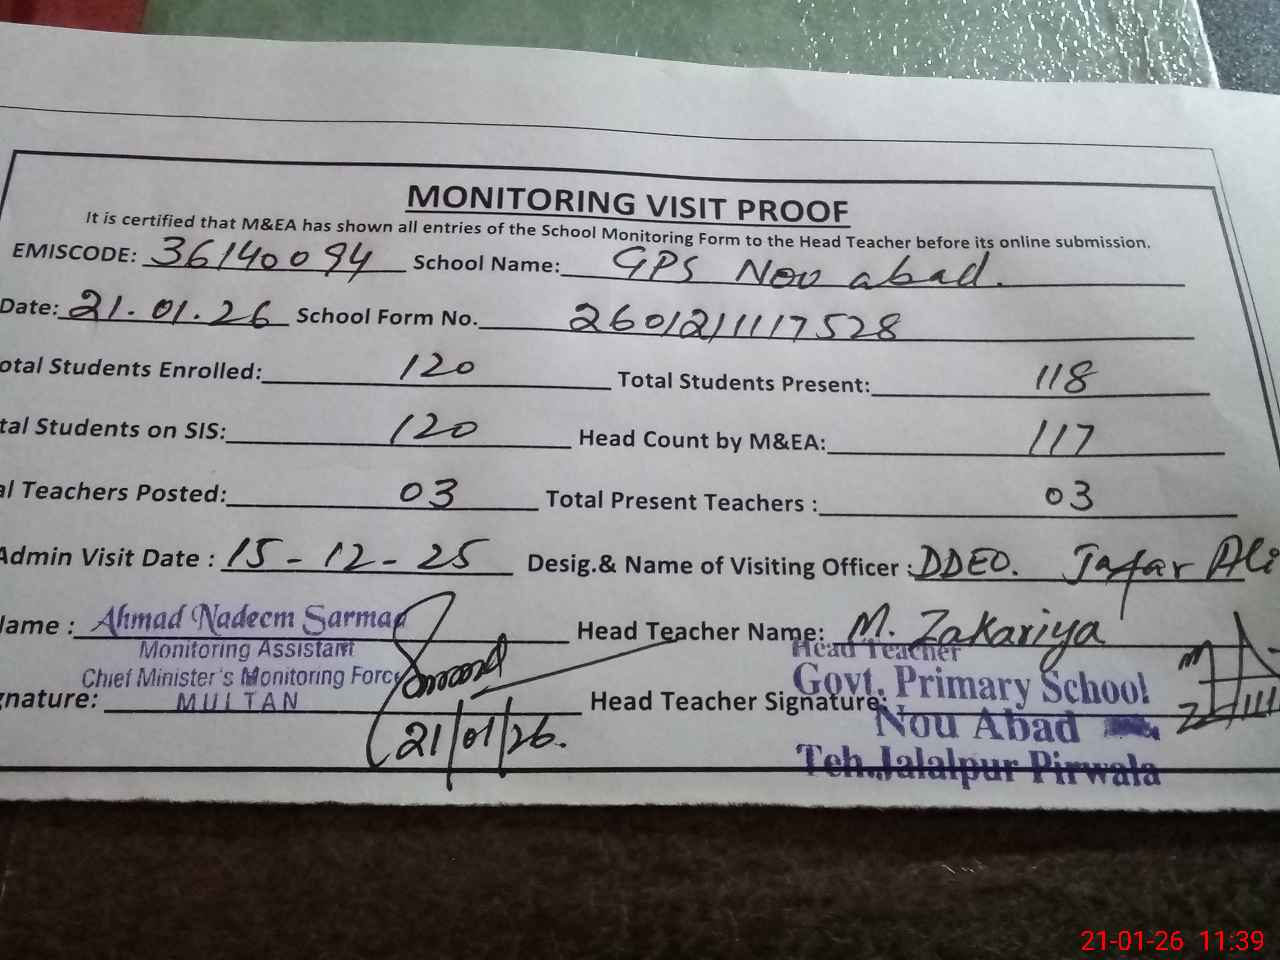 MONITORING VISIT PROOF
It is certified that M&EA has shown all entries of the School Monitoring Form to the Head Teacher before its online submission.
EMISCODE: 36140094 School Name: GPS Nou abad.
Date: 21.01.26 School Form No. 2601211117528
otal Students Enrolled: 120 Total Students Present: 118
tal Students on SIS: 120 Head Count by M&EA: 117
al Teachers Posted: 03 Total Present Teachers : 03
Admin Visit Date : 15-12-25 Desig.& Name of Visiting Officer : DDEO. Jafar Ali
lame : Ahmad Nadeem Sarmad Head Teacher Name: M. Zakariya
Monitoring Assistant Head Teacher
Chief Minister's Monitoring Force Govt. Primary School
gnature: MULTAN Head Teacher Signature:
Nou Abad
21/01/26.
Teh. Jalalpur Pirwala
21-01-26 11:39